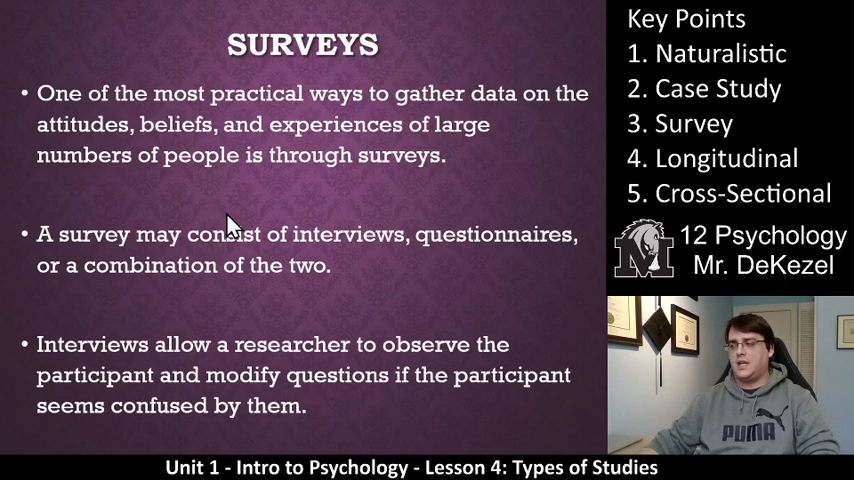 SURVEYS
• One of the most practical ways to gather data on the
attitudes, beliefs, and experiences of large
numbers of people is through surveys.
• A survey may consist of interviews, questionnaires,
or a combination of the two.
• Interviews allow a researcher to observe the
participant and modify questions if the participant
seems confused by them.
Key Points
1. Naturalistic
2. Case Study
3. Survey
4. Longitudinal
5. Cross-Sectional
M
12 Psychology
Mr. DeKezel
PUMA
Unit 1 - Intro to Psychology - Lesson 4: Types of Studies